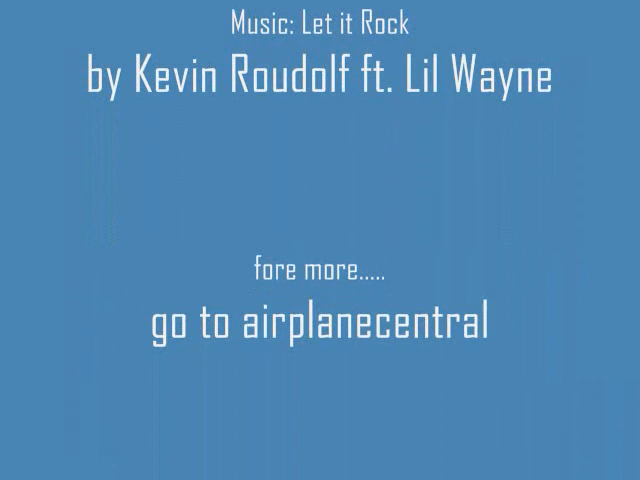 Music: Let it Rock
by Kevin Roudolf ft. Lil Wayne
fore more.....
go to airplanecentral